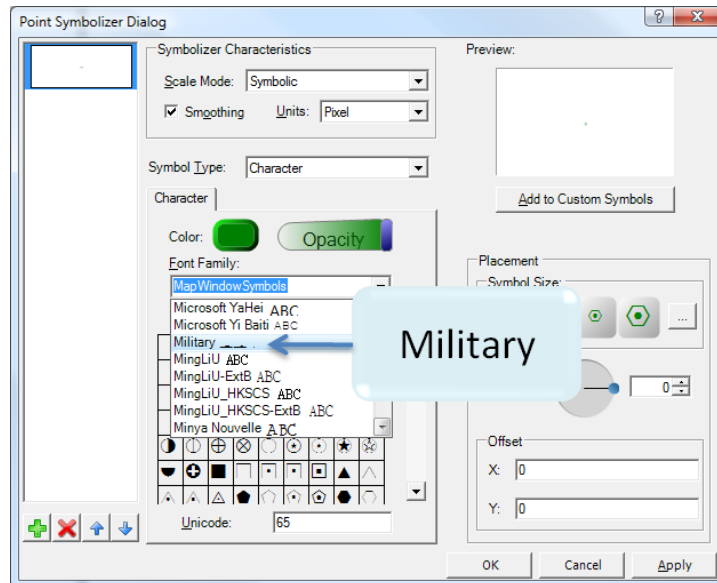 Point Symbolizer Dialog
Symbolizer Characteristics
Scale Mode: Symbolic
Smoothing Units: Pixel
Preview:
Symbol Type: Character
Add to Custom Symbols
Character
Color: Opacity
Font Family:
MapWindowSymbols
Microsoft YaHei ABC
Microsoft Yi Baiti ABC
Military
MingLiU ABC
MingLiU-ExtB ABC
MingLiU_HKSCS ABC
MingLiU_HKSCS-ExtB ABC
Minya Nouvelle ABC
Unicode: 65
Military
Placement
Symbol Size:
...
0
Offset
X: 0
Y: 0
OK Cancel Apply